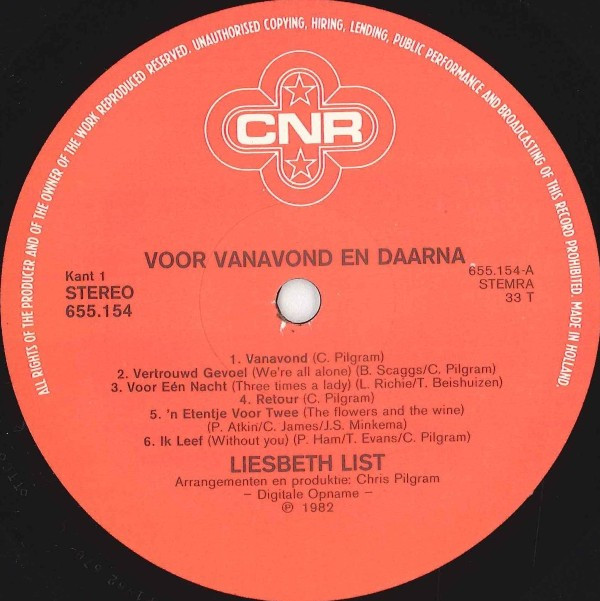 ALL RIGHTS OF THE PRODUCER AND OF THE OWNER OF THE WORK REPRODUCED RESERVED. UNAUTHORISED COPYING, HIRING, LENDING, PUBLIC PERFORMANCE AND BROADCASTING OF THIS RECORD PROHIBITED. MADE IN HOLLAND.
CNR
VOOR VANAVOND EN DAARNA
Kant 1
STEREO
655.154
655.154-A
STEMRA
33 T
1. Vanavond (C. Pilgram)
2. Vertrouwd Gevoel (We're all alone) (B. Scaggs/C. Pilgram)
3. Voor Eén Nacht (Three times a lady) (L. Richie/T. Beishuizen)
4. Retour (C. Pilgram)
5. 'n Etentje Voor Twee (The flowers and the wine)
(P. Atkin/C. James/J.S. Minkema)
6. Ik Leef (Without you) (P. Ham/T. Evans/C. Pilgram)
LIESBETH LIST
Arrangementen en produktie: Chris Pilgram
– Digitale Opname –
℗ 1982